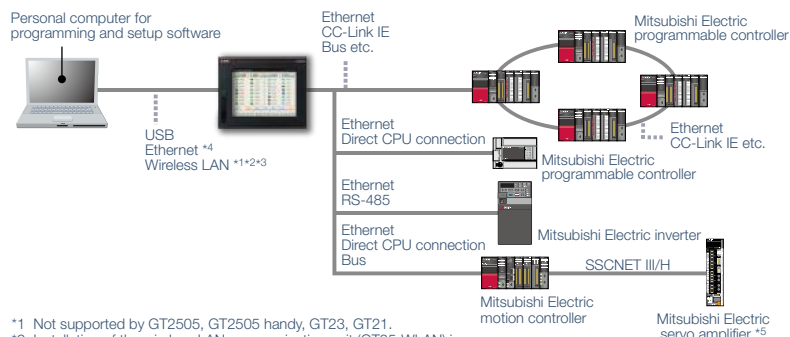 Personal computer for
programming and setup software
Ethernet
CC-Link IE
Bus etc.
Mitsubishi Electric
programmable controller
USB
Ethernet *4
Wireless LAN *1*2*3
Ethernet
Direct CPU connection
Ethernet
CC-Link IE etc.
Mitsubishi Electric
programmable controller
Ethernet
RS-485
Mitsubishi Electric inverter
Ethernet
Direct CPU connection
Bus
SSCNET III/H
Mitsubishi Electric
motion controller
Mitsubishi Electric
servo amplifier *5
*1 Not supported by GT2505, GT2505 handy, GT23, GT21.